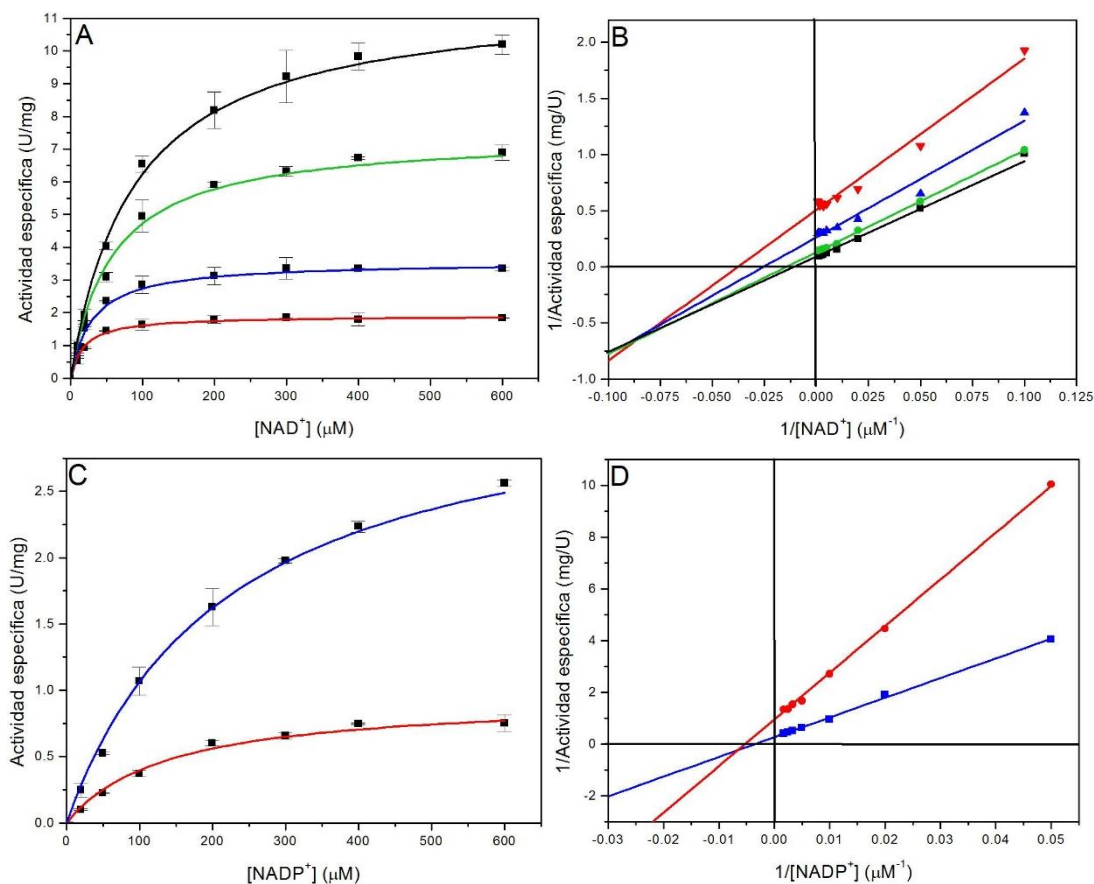 A
Actividad específica (U/mg)
11
10
9
8
7
6
5
4
3
2
1
0
0 100 200 300 400 500 600
[NAD⁺] (µM)
B
1/Actividad específica (mg/U)
2.0
1.5
1.0
0.5
0.0
-0.5
-1.0
-0.100 -0.075 -0.050 -0.025 0.000 0.025 0.050 0.075 0.100 0.125
1/[NAD⁺] (µM⁻¹)
C
Actividad específica (U/mg)
2.5
2.0
1.5
1.0
0.5
0.0
0 100 200 300 400 500 600
[NADP⁺] (µM)
D
1/Actividad específica (mg/U)
10
8
6
4
2
0
-2
-0.03 -0.02 -0.01 0.00 0.01 0.02 0.03 0.04 0.05
1/[NADP⁺] (µM⁻¹)